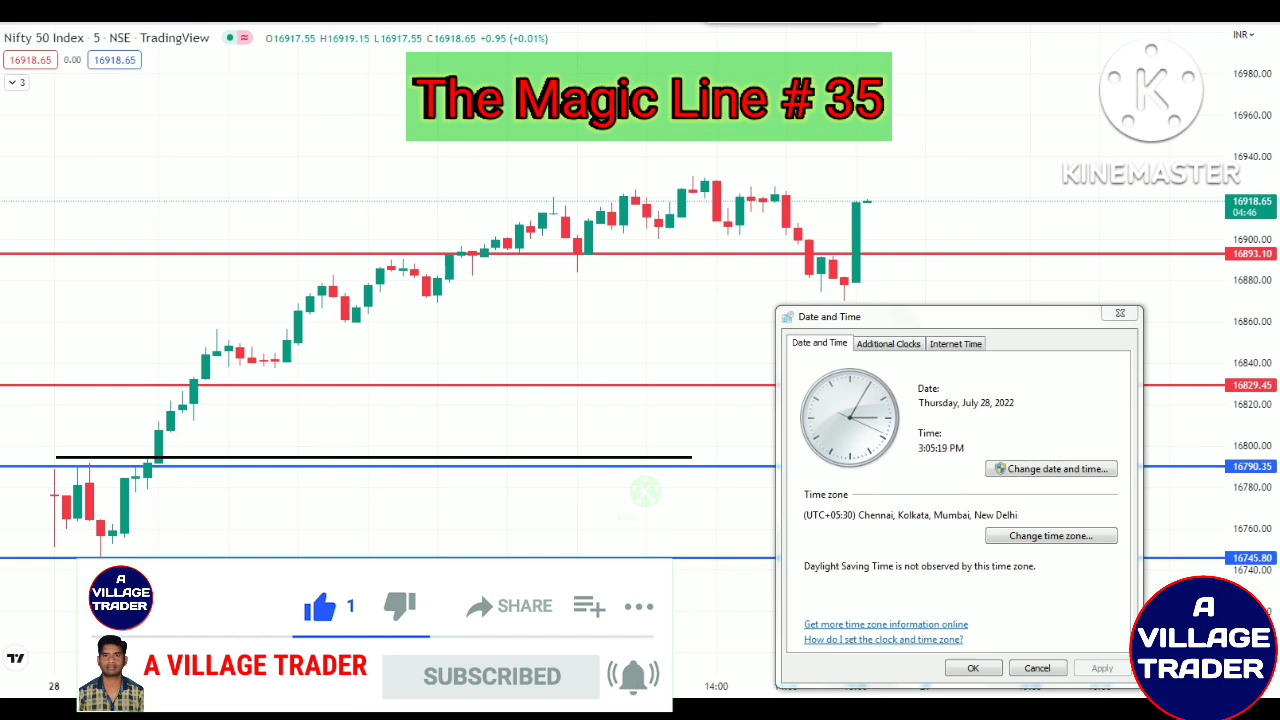 Nifty 50 Index · 5 · NSE · TradingView
O16917.55 H16919.15 L16917.55 C16918.65 +0.95 (+0.01%)
INR
16918.65 0.00 16918.65
3
The Magic Line # 35
K
KINEMASTER
16980.00
16960.00
16940.00
16918.65
04:46
16900.00
16893.10
16880.00
16860.00
16840.00
16829.45
16820.00
16800.00
16790.35
16780.00
16760.00
16745.80
16740.00
Date and Time
Date and Time
Additional Clocks
Internet Time
Date:
Thursday, July 28, 2022
Time:
3:05:19 PM
Change date and time...
Time zone
(UTC+05:30) Chennai, Kolkata, Mumbai, New Delhi
Change time zone...
Daylight Saving Time is not observed by this time zone.
Get more time zone information online
How do I set the clock and time zone?
OK
Cancel
Apply
A
VILLAGE
TRADER
1
SHARE
A VILLAGE TRADER
SUBSCRIBED
A
VILLAGE
TRADER
28
14:00